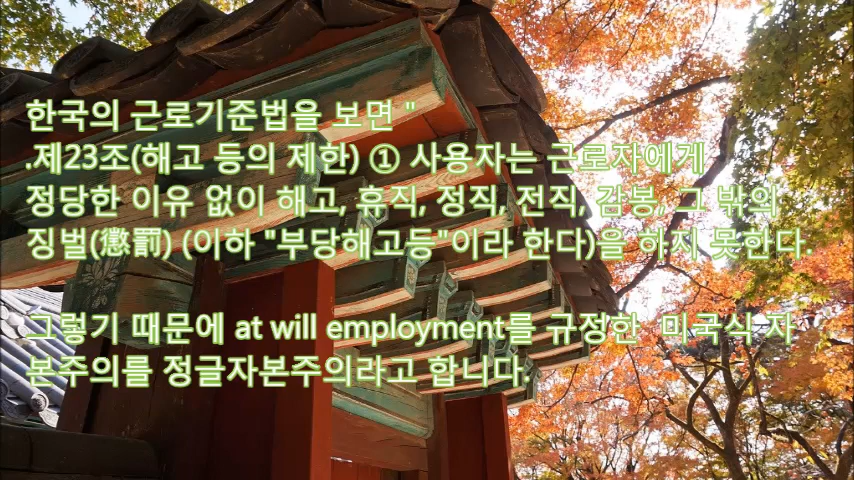 한국의 근로기준법을 보면 "
.제23조(해고 등의 제한) ① 사용자는 근로자에게
정당한 이유 없이 해고, 휴직, 정직, 전직, 감봉, 그 밖의
징벌(懲罰) (이하 "부당해고등"이라 한다)을 하지 못한다.
그렇기 때문에 at will employment를 규정한 미국식 자
본주의를 정글자본주의라고 합니다.